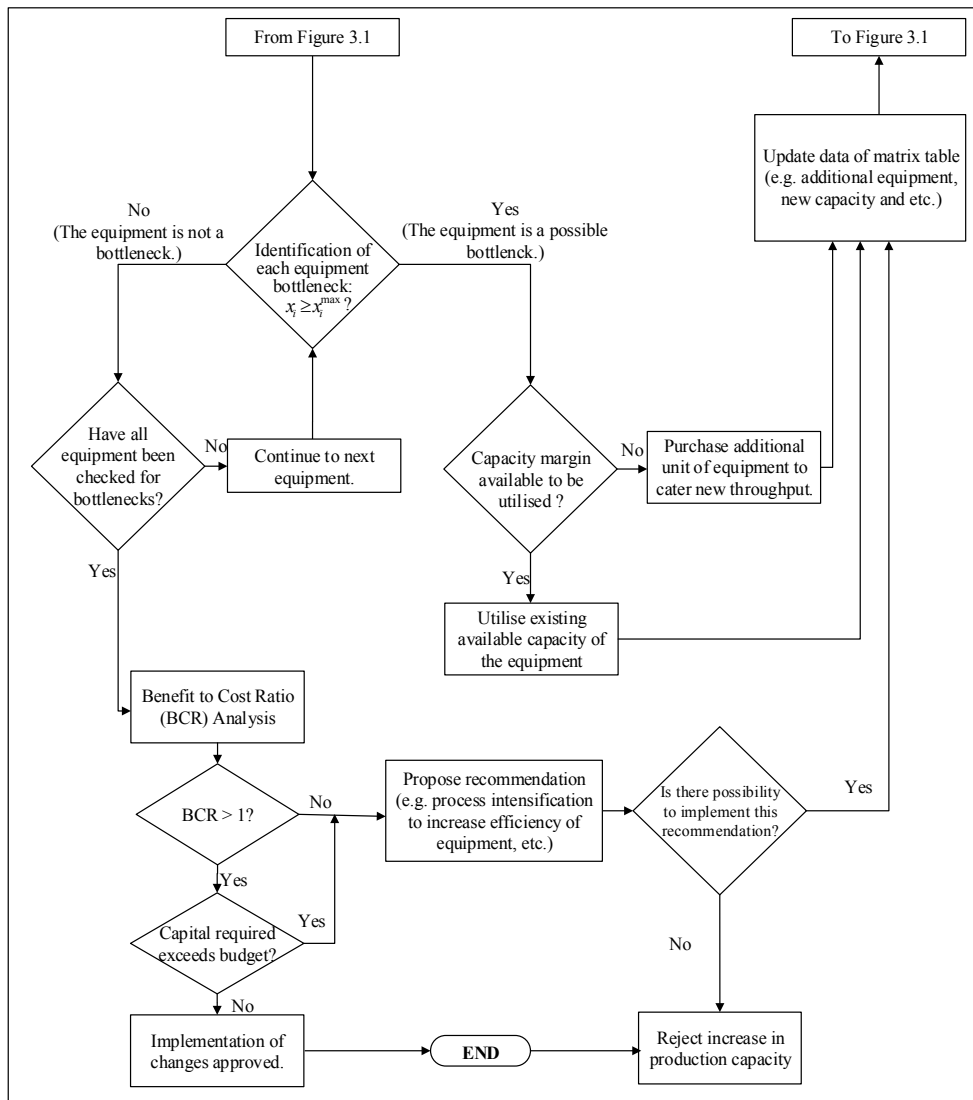 From Figure 3.1
To Figure 3.1
Update data of matrix table
(e.g. additional equipment,
new capacity and etc.)
No
(The equipment is not a
bottleneck.)
Yes
(The equipment is a possible
bottlenck.)
Identification of
each equipment
bottleneck:
x_i ≥ x_i^max ?
Have all
equipment been
checked for
bottlenecks?
No
Continue to next
equipment.
Capacity margin
available to be
utilised ?
No
Purchase additional
unit of equipment to
cater new throughput.
Yes
Yes
Utilise existing
available capacity of
the equipment
Benefit to Cost Ratio
(BCR) Analysis
BCR > 1?
No
Propose recommendation
(e.g. process intensification
to increase efficiency of
equipment, etc.)
Is there possibility
to implement this
recommendation?
Yes
Yes
Capital required
exceeds budget?
Yes
No
No
Implementation of
changes approved.
END
Reject increase in
production capacity